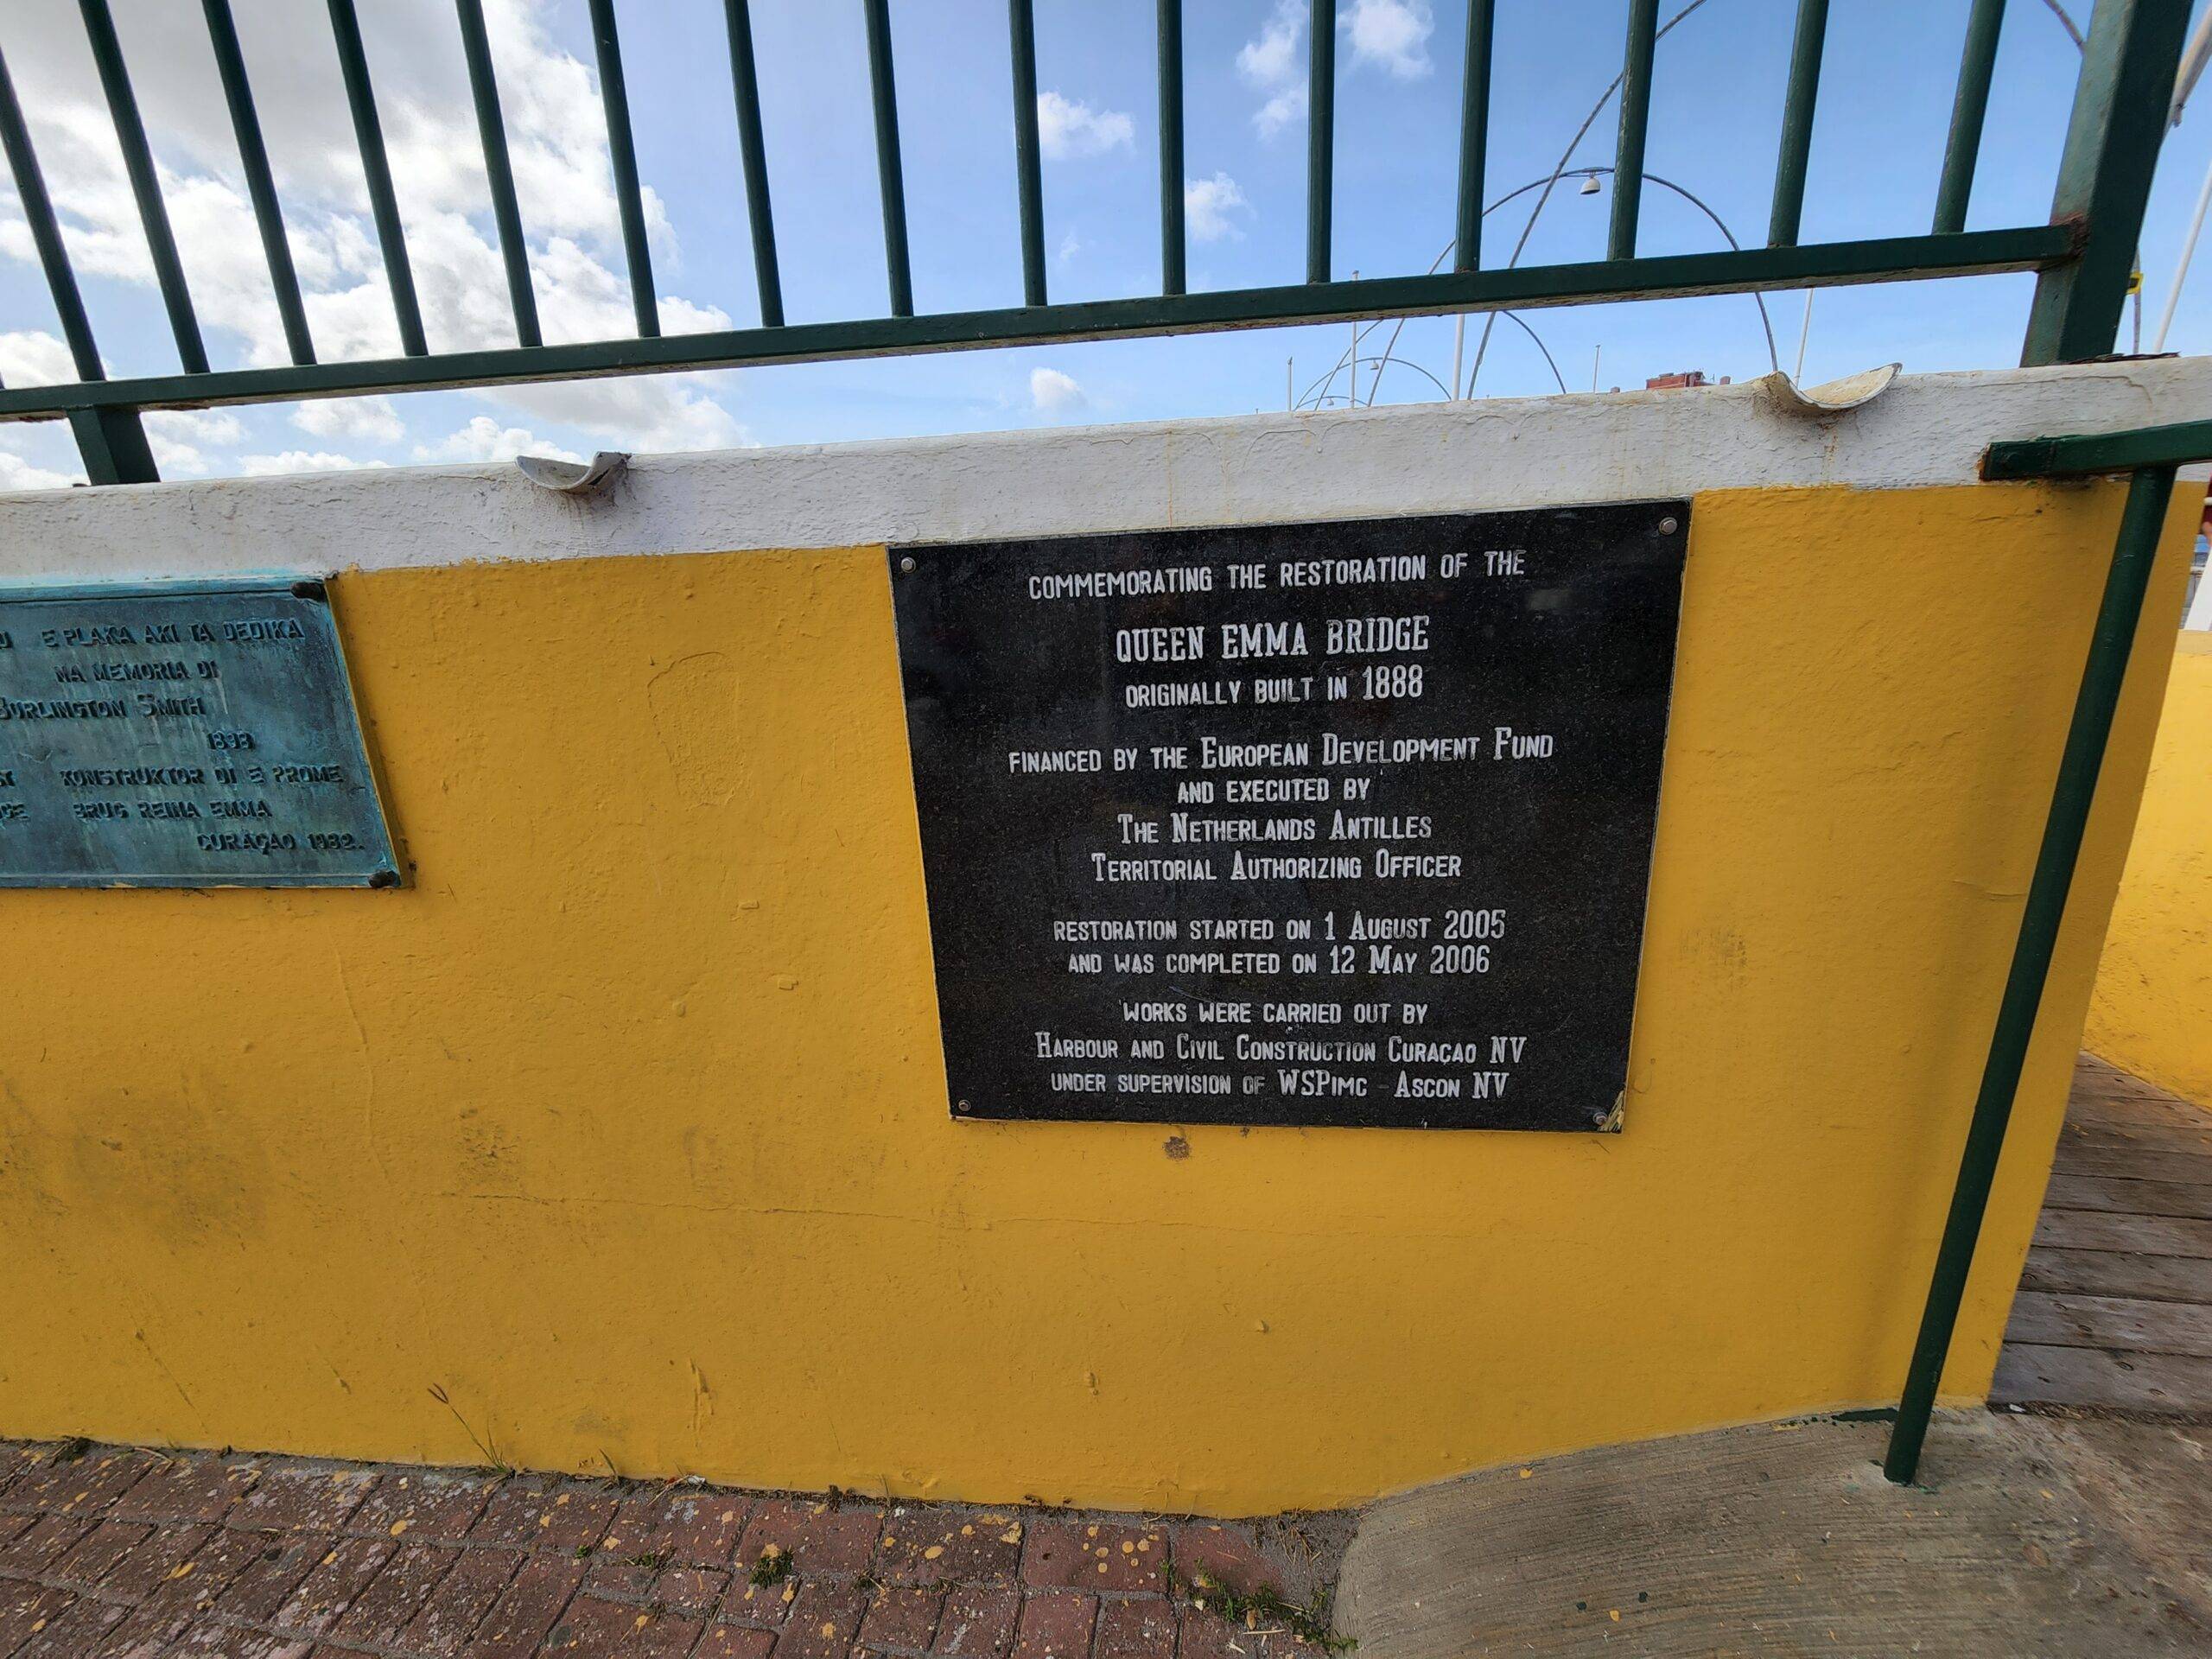 E PLAKA AKI TA DEDIKA
NA MEMORIA DI
BURLINGTON SMITH
KONSTRUKTOR DI E PROME
BRUG REINA EMMA
CURAÇAO 1982.
COMMEMORATING THE RESTORATION OF THE
QUEEN EMMA BRIDGE
ORIGINALLY BUILT IN 1888
FINANCED BY THE EUROPEAN DEVELOPMENT FUND
AND EXECUTED BY
THE NETHERLANDS ANTILLES
TERRITORIAL AUTHORIZING OFFICER
RESTORATION STARTED ON 1 AUGUST 2005
AND WAS COMPLETED ON 12 MAY 2006
WORKS WERE CARRIED OUT BY
HARBOUR AND CIVIL CONSTRUCTION CURAÇAO NV
UNDER SUPERVISION OF WSPIMC - ASCON NV